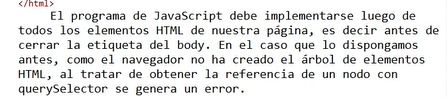 </html>
El programa de JavaScript debe implementarse luego de
todos los elementos HTML de nuestra página, es decir antes de
cerrar la etiqueta del body. En el caso que lo dispongamos
antes, como el navegador no ha creado el árbol de elementos
HTML, al tratar de obtener la referencia de un nodo con
querySelector se genera un error.